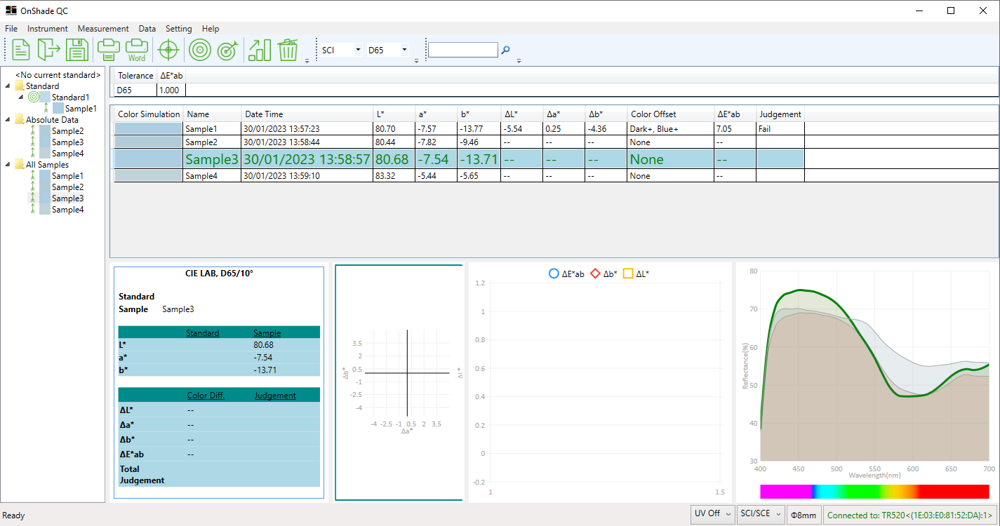 OnShade QC
File Instrument Measurement Data Setting Help
Word SCI D65
<No current standard>
Standard
Standard1
Sample1
Absolute Data
Sample2
Sample3
Sample4
All Samples
Sample1
Sample2
Sample3
Sample4
Tolerance ΔE*ab
D65 1.000
Color Simulation Name Date Time L* a* b* ΔL* Δa* Δb* Color Offset ΔE*ab Judgement
Sample1 30/01/2023 13:57:23 80.70 -7.57 -13.77 -5.54 0.25 -4.36 Dark+, Blue+ 7.05 Fail
Sample2 30/01/2023 13:58:44 80.44 -7.82 -9.46 -- -- -- None --
Sample3 30/01/2023 13:58:57 80.68 -7.54 -13.71 -- -- -- None --
Sample4 30/01/2023 13:59:10 83.32 -5.44 -5.65 -- -- -- None --
CIE LAB, D65/10°
Standard
Sample Sample3
Standard Sample
L* 80.68
a* -7.54
b* -13.71
Color Diff. Judgement
ΔL* --
Δa* --
Δb* --
ΔE*ab --
Total
Judgement
3.5
2
0.5
-1
-2.5
-4
Δb*
-4 -2.5 -1 0.5 2 3.5
Δa*
ΔL*
ΔE*ab Δb* ΔL*
1.2
1
0.8
0.6
0.4
0.2
0
-0.2
1 1.5
80
70
60
50
40
30
Reflectance(%)
400 450 500 550 600 650 700
Wavelength(nm)
Ready UV Off SCI/SCE Φ8mm Connected to: TR520<(1E:03:E0:81:52:DA):1>